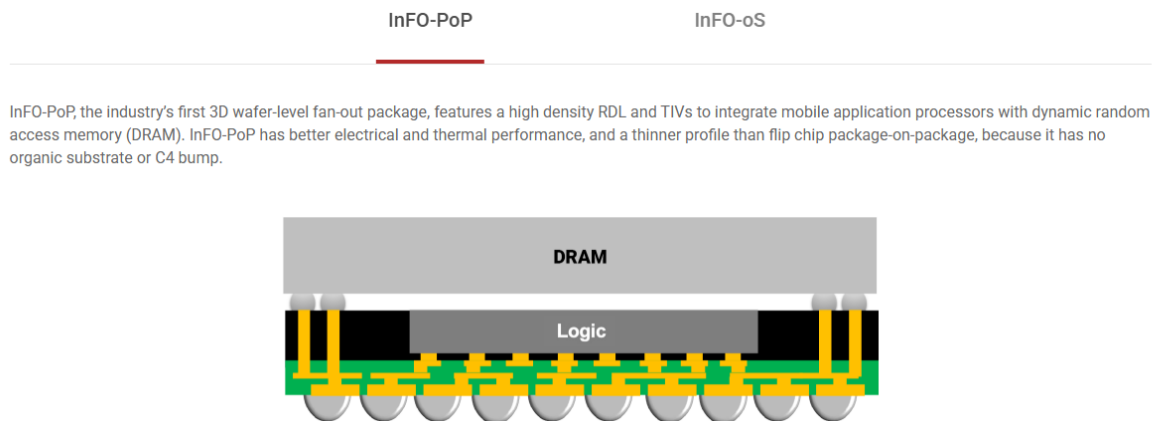 InFO-PoP
InFO-oS
InFO-PoP, the industry's first 3D wafer-level fan-out package, features a high density RDL and TIVs to integrate mobile application processors with dynamic random
access memory (DRAM). InFO-PoP has better electrical and thermal performance, and a thinner profile than flip chip package-on-package, because it has no
organic substrate or C4 bump.
DRAM
Logic